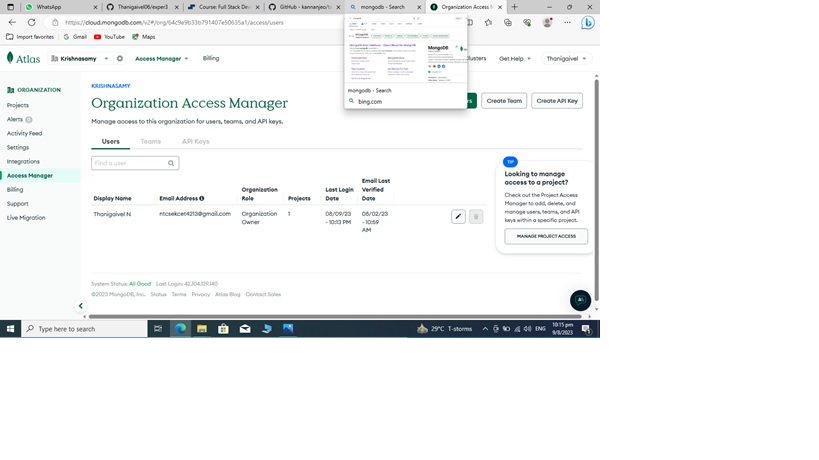 WhatsApp
Thanigaivel06/esper3
Course: Full Stack De
GitHub - kannanjeo/ta
mongodb - Search
Organization Access M
https://cloud.mongodb.com/v2#/org/64c9e9b33b791407e50635a1/access/users
Import favorites
Gmail
YouTube
Maps
mongodb - Search
bing.com
Atlas
Krishnasamy
Access Manager
Billing
Get Help
Thanigaivel
ORGANIZATION
Projects
Alerts 0
Activity Feed
Settings
Integrations
Access Manager
Billing
Support
Live Migration
KRISHNASAMY
Organization Access Manager
Manage access to this organization for users, teams, and API keys.
Create Team
Create API Key
Users
Teams
API Keys
Find a user
Display Name
Email Address
Organization Role
Projects
Last Login Date
Email Last Verified Date
Thanigaivel N
ntcsekcet4213@gmail.com
Organization Owner
1
08/09/23 - 10:13 PM
08/02/23 - 10:59 AM
TIP
Looking to manage
access to a project?
Check out the Project Access
Manager to add, delete, and
manage users, teams, and API
keys within a specific project.
MANAGE PROJECT ACCESS
System Status: All Good Last Login: 42.104.129.140
©2023 MongoDB, Inc. Status Terms Privacy Atlas Blog Contact Sales
Type here to search
29°C T-storms
ENG
10:15 pm
9/8/2023